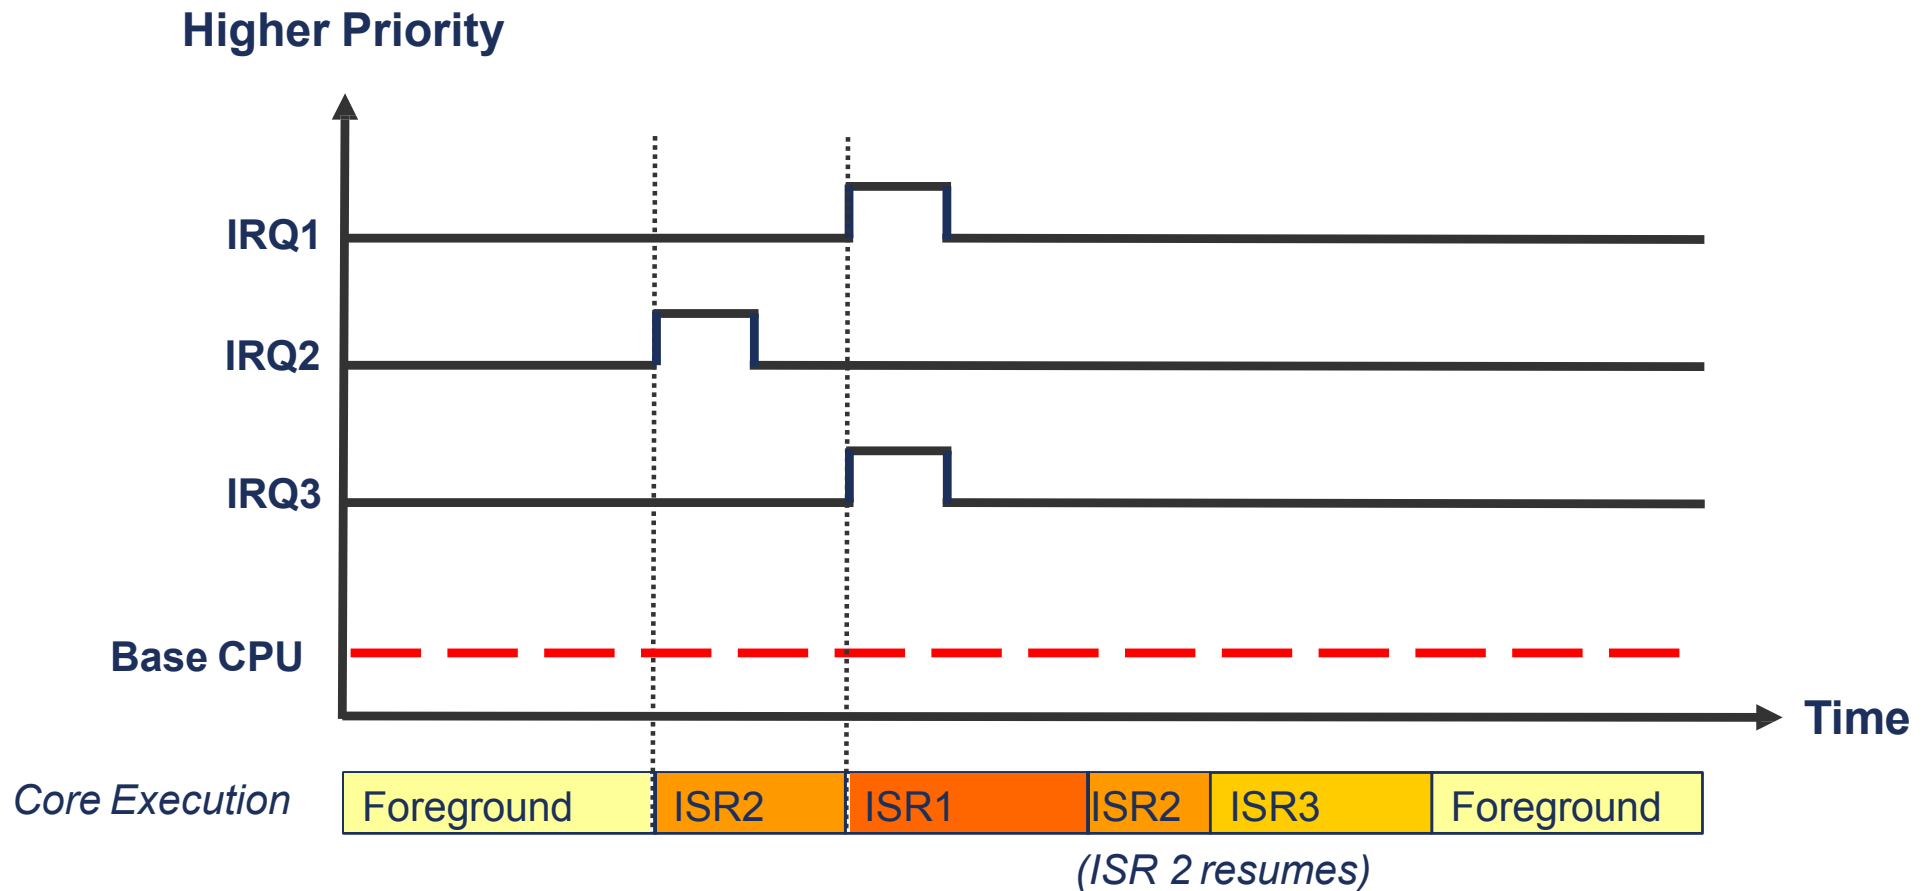 Higher Priority
IRQ1
IRQ2
IRQ3
Base CPU
Time
Core Execution
Foreground
ISR2
ISR1
ISR2
ISR3
Foreground
(ISR 2 resumes)